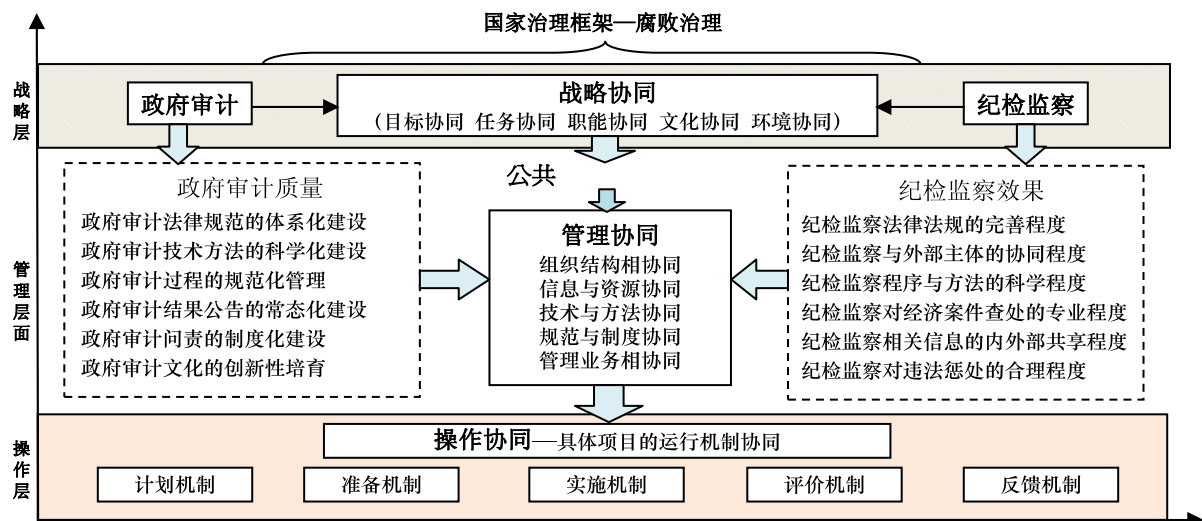 国家治理框架—腐败治理
战略层
政府审计
战略协同
（目标协同 任务协同 职能协同 文化协同 环境协同）
纪检监察
公共
管理层面
政府审计质量
政府审计法律规范的体系化建设
政府审计技术方法的科学化建设
政府审计过程的规范化管理
政府审计结果公告的常态化建设
政府审计问责的制度化建设
政府审计文化的创新性培育
管理协同
组织结构相协同
信息与资源协同
技术与方法协同
规范与制度协同
管理业务相协同
纪检监察效果
纪检监察法律法规的完善程度
纪检监察与外部主体的协同程度
纪检监察程序与方法的科学程度
纪检监察对经济案件查处的专业程度
纪检监察相关信息的内外部共享程度
纪检监察对违法惩处的合理程度
操作层
操作协同—具体项目的运行机制协同
计划机制
准备机制
实施机制
评价机制
反馈机制